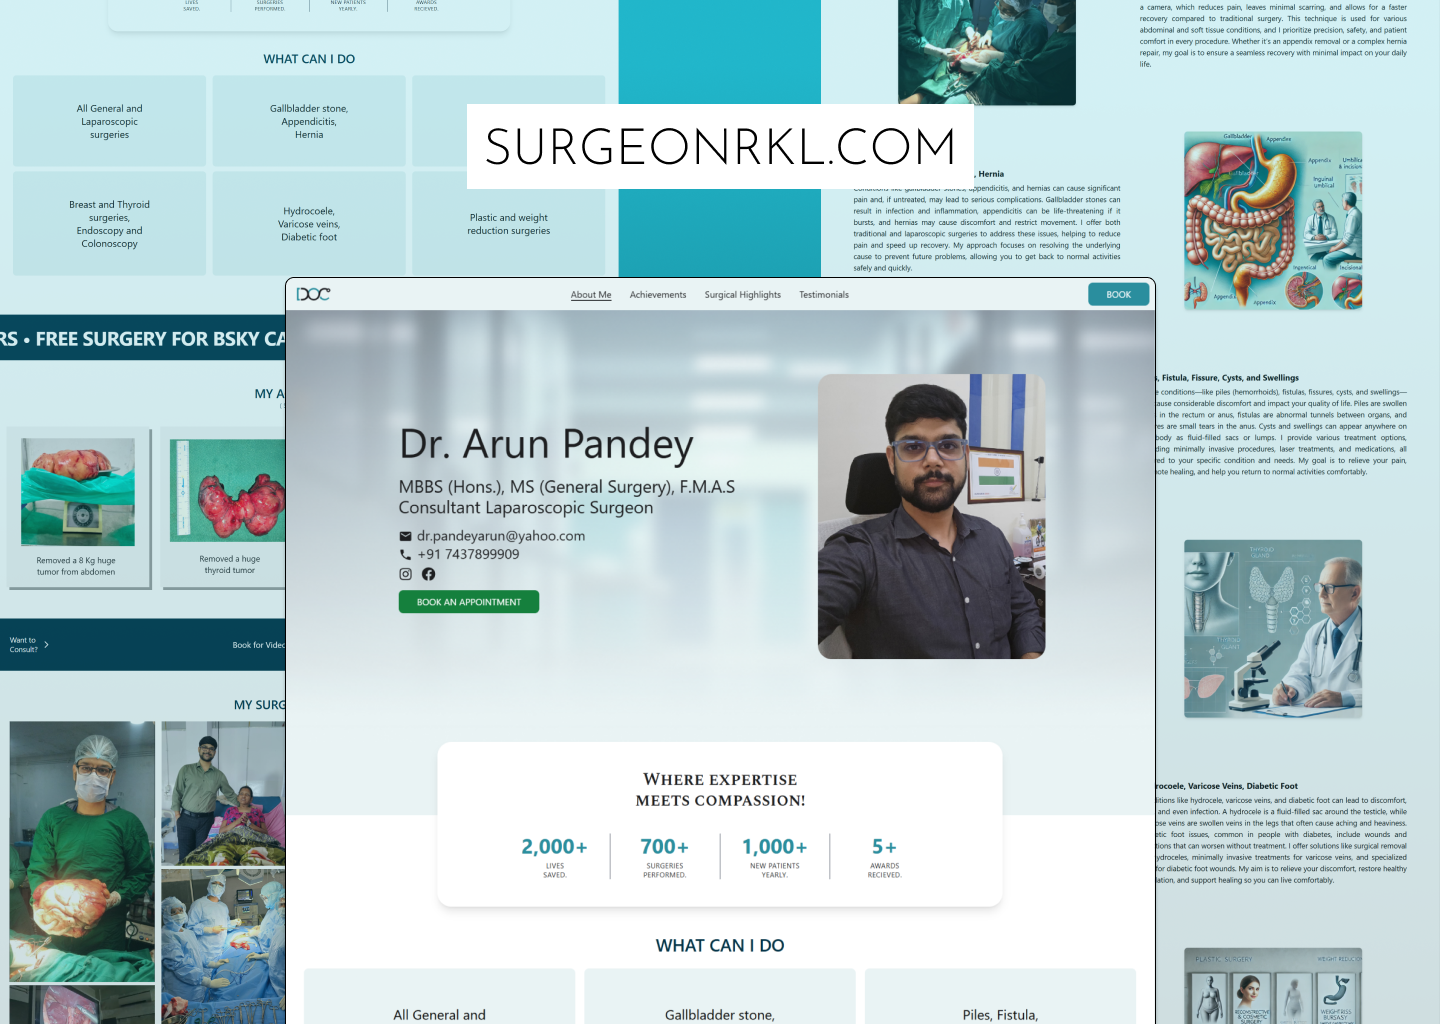 LIVES
SAVED.
SURGERIES
PERFORMED.
NEW PATIENTS
YEARLY.
AWARDS
RECIEVED.
WHAT CAN I DO
All General and
Laparoscopic
surgeries
Gallbladder stone,
Appendicitis,
Hernia
Breast and Thyroid
surgeries,
Endoscopy and
Colonoscopy
Hydrocoele,
Varicose veins,
Diabetic foot
Plastic and weight
reduction surgeries
SURGEONRKL.COM
a camera, which reduces pain, leaves minimal scarring, and allows for a faster
recovery compared to traditional surgery. This technique is used for various
abdominal and soft tissue conditions, and I prioritize precision, safety, and patient
comfort in every procedure. Whether it's an appendix removal or a complex hernia
repair, my goal is to ensure a seamless recovery with minimal impact on your daily
life.
, Hernia
Conditions like gallbladder stones, appendicitis, and hernias can cause significant
pain and, if untreated, may lead to serious complications. Gallbladder stones can
result in infection and inflammation, appendicitis can be life-threatening if it
bursts, and hernias may cause discomfort and restrict movement. I offer both
traditional and laparoscopic surgeries to address these issues, helping to reduce
pain and speed up recovery. My approach focuses on resolving the underlying
cause to prevent future problems, allowing you to get back to normal activities
safely and quickly.
Gallbladder
Appendix
Gallbladder
Appendix
Inguinal
umbilical
Appendix
Appendix
RS • FREE SURGERY FOR BSKY CA
MY A
Removed a 8 Kg huge
tumor from abdomen
Removed a huge
thyroid tumor
Want to
Consult?
Book for Video
MY SURG
DOC
About Me
Achievements
Surgical Highlights
Testimonials
BOOK
Dr. Arun Pandey
MBBS (Hons.), MS (General Surgery), F.M.A.S
Consultant Laparoscopic Surgeon
dr.pandeyarun@yahoo.com
+91 7437899909
BOOK AN APPOINTMENT
WHERE EXPERTISE
MEETS COMPASSION!
2,000+
LIVES
SAVED.
700+
SURGERIES
PERFORMED.
1,000+
NEW PATIENTS
YEARLY.
5+
AWARDS
RECIEVED.
WHAT CAN I DO
All General and
Gallbladder stone,
Piles, Fistula,
s, Fistula, Fissure, Cysts, and Swellings
e conditions—like piles (hemorrhoids), fistulas, fissures, cysts, and swellings—
cause considerable discomfort and impact your quality of life. Piles are swollen
in the rectum or anus, fistulas are abnormal tunnels between organs, and
res are small tears in the anus. Cysts and swellings can appear anywhere on
body as fluid-filled sacs or lumps. I provide various treatment options,
ding minimally invasive procedures, laser treatments, and medications, all
ed to your specific condition and needs. My goal is to relieve your pain,
ote healing, and help you return to normal activities comfortably.
THYROID
GLAND
rocoele, Varicose Veins, Diabetic Foot
itions like hydrocele, varicose veins, and diabetic foot can lead to discomfort,
and even infection. A hydrocele is a fluid-filled sac around the testicle, while
ose veins are swollen veins in the legs that often cause aching and heaviness.
etic foot issues, common in people with diabetes, include wounds and
tions that can worsen without treatment. I offer solutions like surgical removal
ydroceles, minimally invasive treatments for varicose veins, and specialized
for diabetic foot wounds. My aim is to relieve your discomfort, restore healthy
lation, and support healing so you can live comfortably.
PLASTIC SURGERY
WEIGHT REDUCION
RECONSTRECTIVE
& COSMETIC
SURGERY
WEIGHTRISS
BURSASY